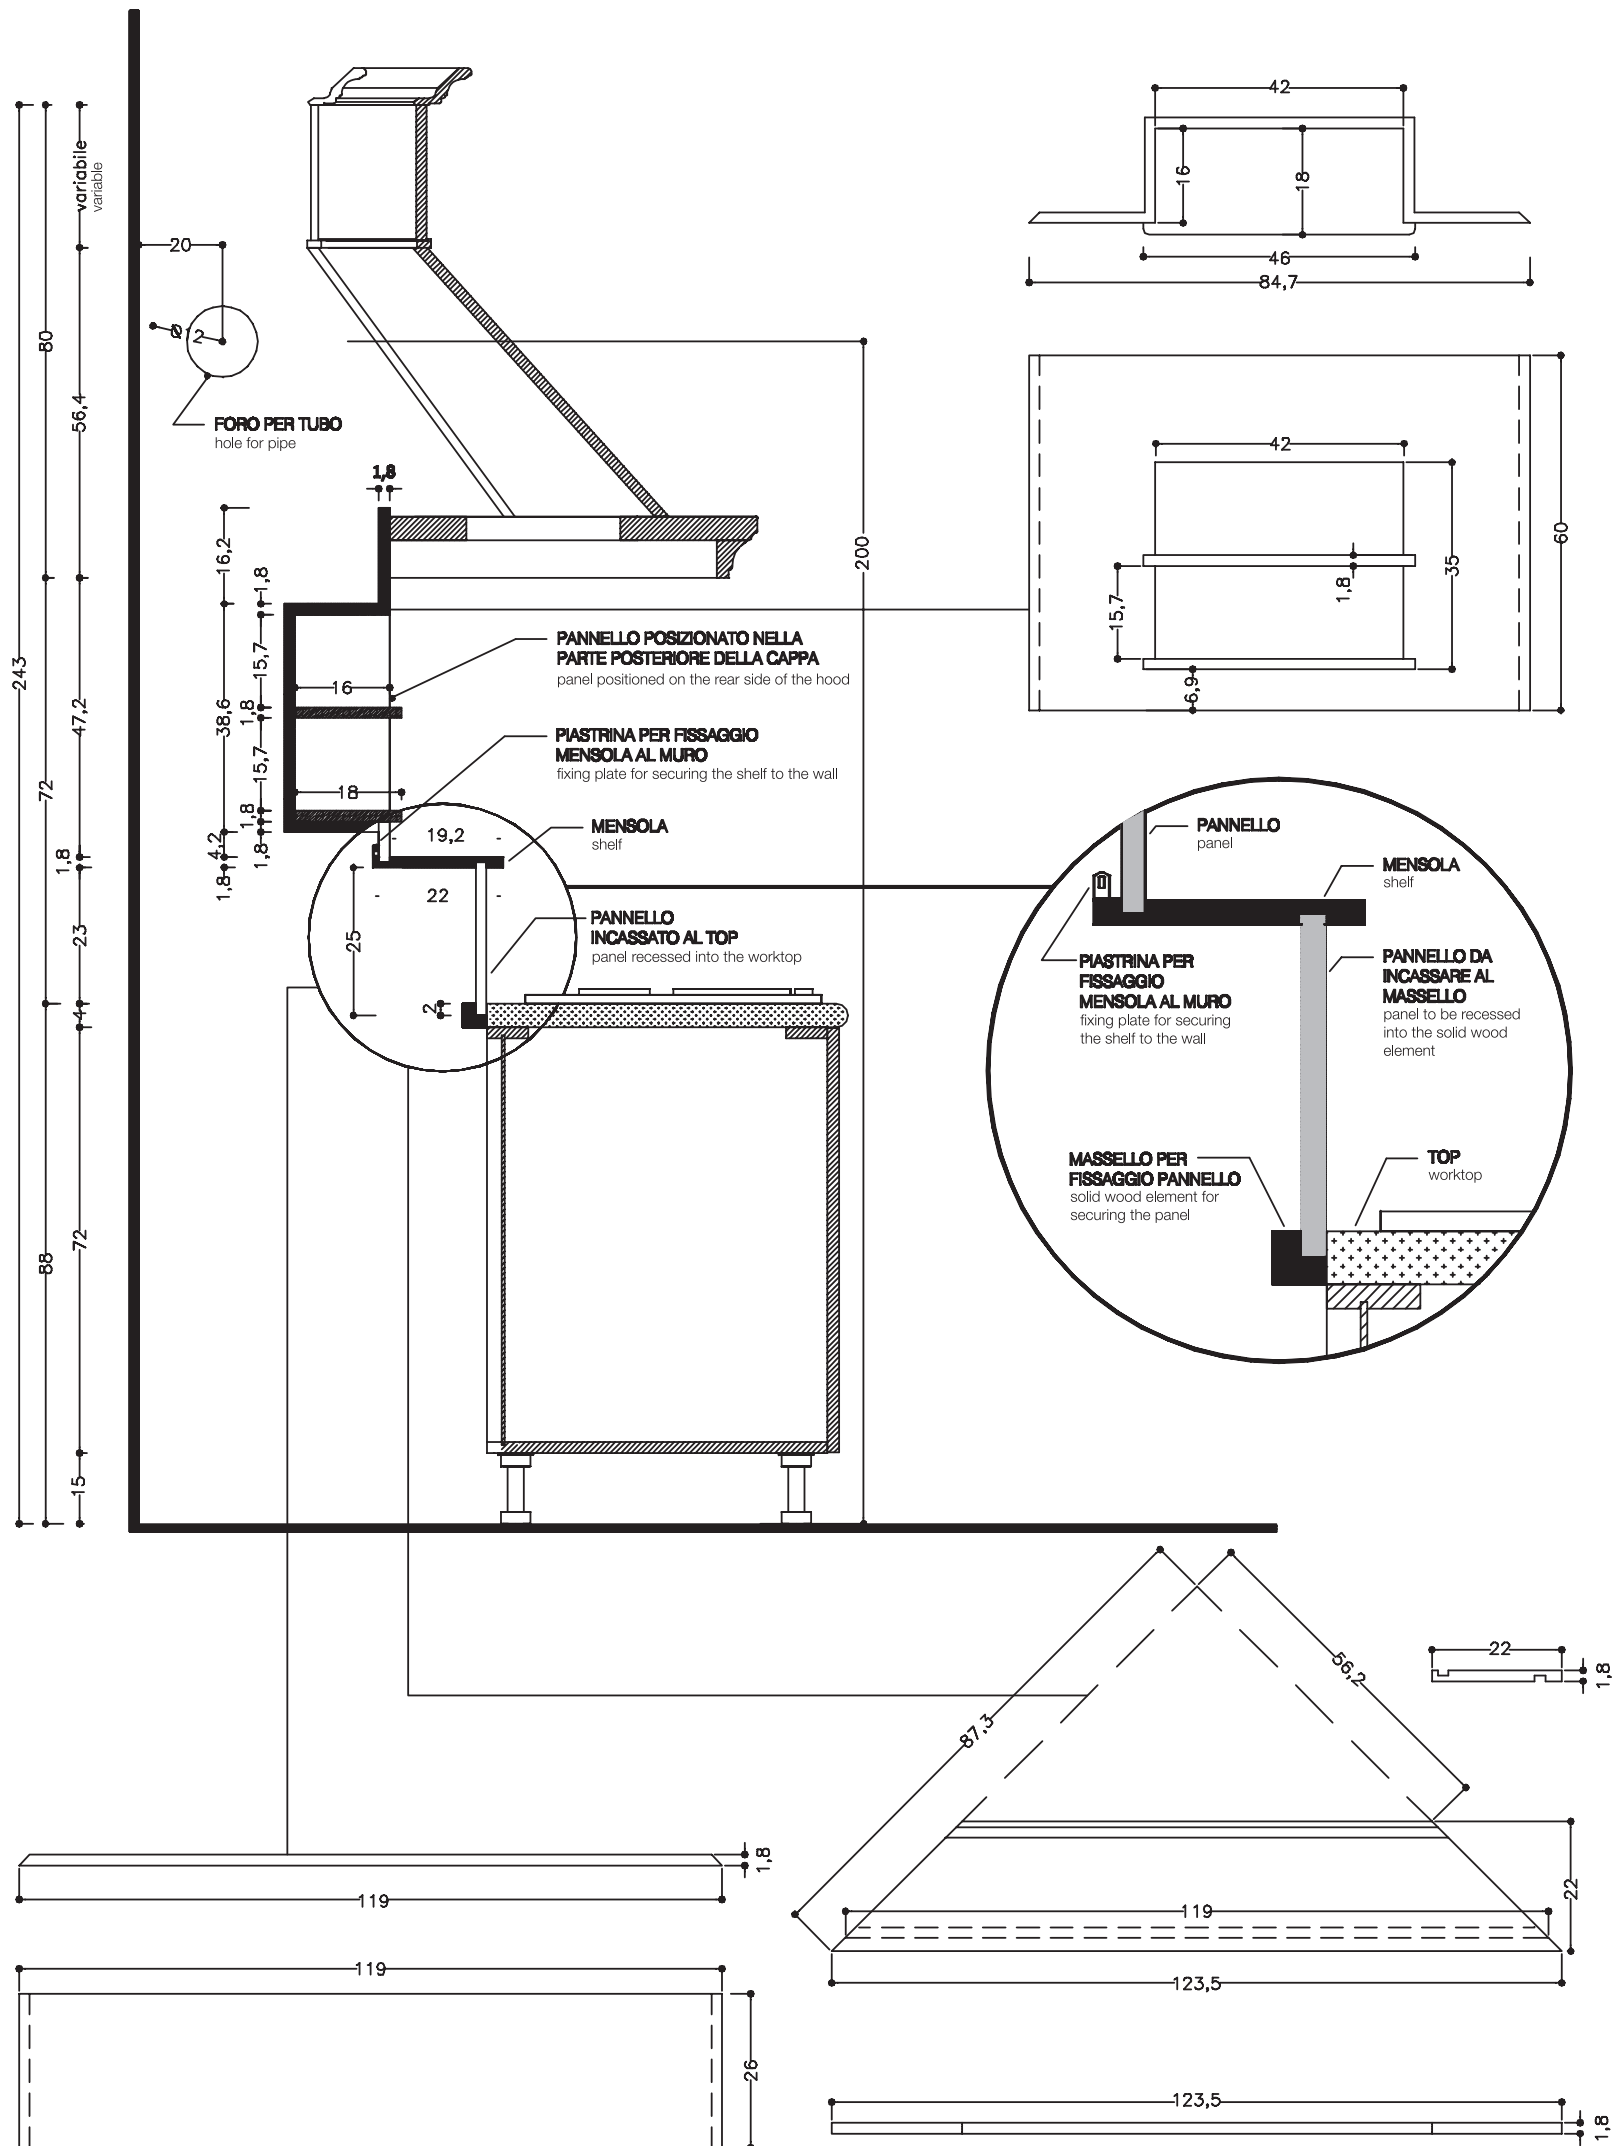 42
16
18
46
84,7
variabile
variable
20
Ø12
80
56,4
FORO PER TUBO
hole for pipe
1,8
200
42
60
35
1,8
15,7
6,9
16,2
1,8
243
47,2
38,6
15,7
16
1,8
15,7
18
1,8
4,2
1,8
1,8
1,8
72
PANNELLO POSIZIONATO NELLA
PARTE POSTERIORE DELLA CAPPA
panel positioned on the rear side of the hood
PIASTRINA PER FISSAGGIO
MENSOLA AL MURO
fixing plate for securing the shelf to the wall
19,2
MENSOLA
shelf
22
PANNELLO
INCASSATO AL TOP
panel recessed into the worktop
23
25
2
4
PANNELLO
panel
MENSOLA
shelf
PIASTRINA PER
FISSAGGIO
MENSOLA AL MURO
fixing plate for securing
the shelf to the wall
PANNELLO DA
INCASSARE AL
MASSELLO
panel to be recessed
into the solid wood
element
MASSELLO PER
FISSAGGIO PANNELLO
solid wood element for
securing the panel
TOP
worktop
88
72
15
87,3
56,2
22
1,8
1,8
119
119
22
123,5
119
26
123,5
1,8